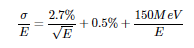 σ/E = 2.7%/√E + 0.5% + 150MeV/E